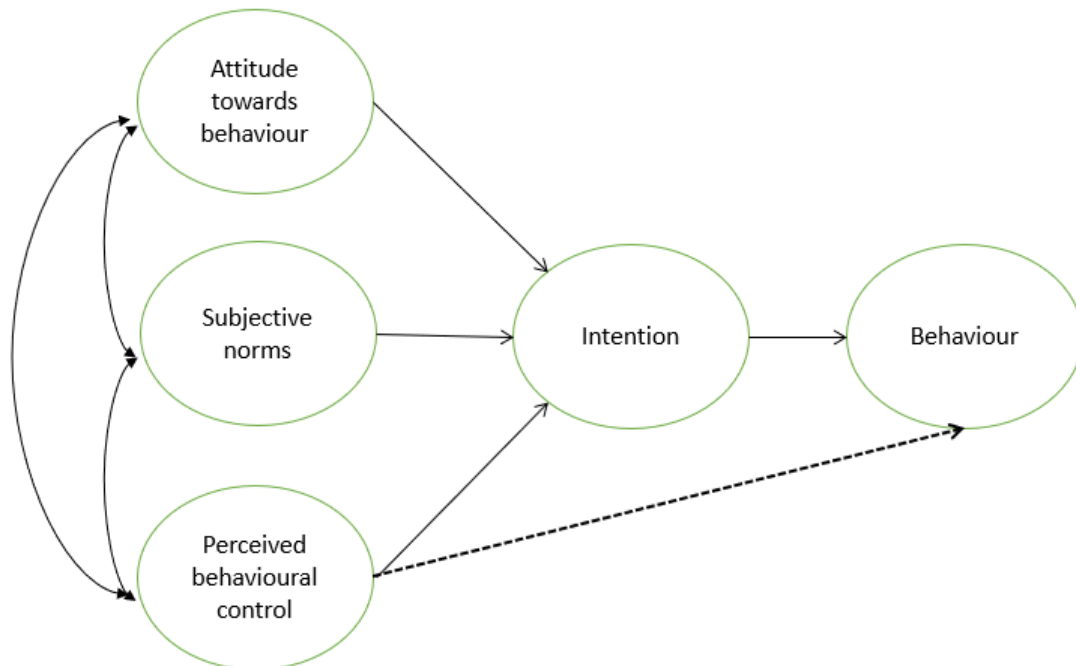 Attitude
towards
behaviour
Subjective
norms
Intention
Behaviour
Perceived
behavioural
control